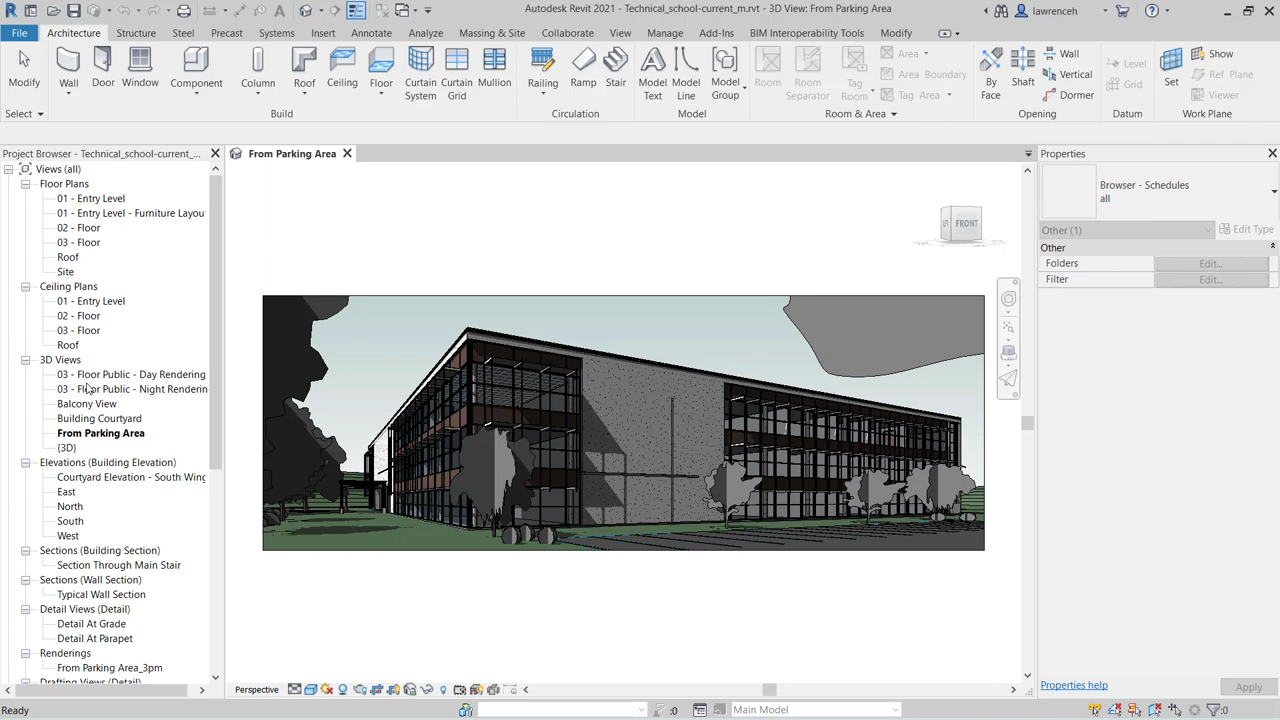 Autodesk Revit 2021 - Technical_school-current_m.rvt - 3D View: From Parking Area
lawrenceh
File Architecture Structure Steel Precast Systems Insert Annotate Analyze Massing & Site Collaborate View Manage Add-Ins BIM Interoperability Tools Modify
Modify Wall Door Window Component Column Roof Ceiling Floor Curtain System Curtain Grid Mullion Railing Ramp Stair Model Text Model Line Model Group Room Room Separator Tag Room Area Area Boundary Tag Area By Face Shaft Wall Vertical Dormer Level Grid Set Show Ref Plane Viewer
Select Build Circulation Model Room & Area Opening Datum Work Plane
Project Browser - Technical_school-current_...
From Parking Area
Properties
Views (all)
Floor Plans
01 - Entry Level
01 - Entry Level - Furniture Layou
02 - Floor
03 - Floor
Roof
Site
Ceiling Plans
01 - Entry Level
02 - Floor
03 - Floor
Roof
3D Views
03 - Floor Public - Day Rendering
03 - Floor Public - Night Renderin
Balcony View
Building Courtyard
From Parking Area
(3D)
Elevations (Building Elevation)
Courtyard Elevation - South Wing
East
North
South
West
Sections (Building Section)
Section Through Main Stair
Sections (Wall Section)
Typical Wall Section
Detail Views (Detail)
Detail At Grade
Detail At Parapet
Renderings
From Parking Area_3pm
Drafting Views (Detail)
FRONT
Browser - Schedules
all
Other (1)
Edit Type
Other
Folders Edit...
Filter Edit...
Properties help
Apply
Perspective
Ready
:0
Main Model
:0